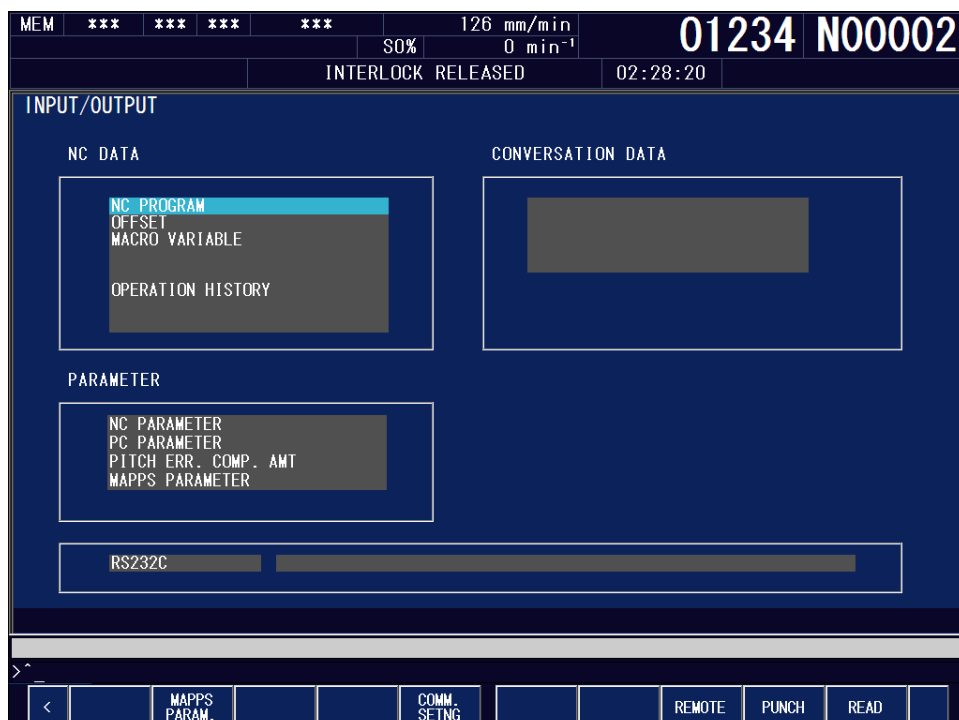 MEM *** *** *** *** 126 mm/min 01234 N00002
S0% 0 min⁻¹
INTERLOCK RELEASED 02:28:20
INPUT/OUTPUT
NC DATA
NC PROGRAM
OFFSET
MACRO VARIABLE
OPERATION HISTORY
CONVERSATION DATA
PARAMETER
NC PARAMETER
PC PARAMETER
PITCH ERR. COMP. AMT
MAPPS PARAMETER
RS232C
>^_
< MAPPS PARAM. COMM. SETNG REMOTE PUNCH READ